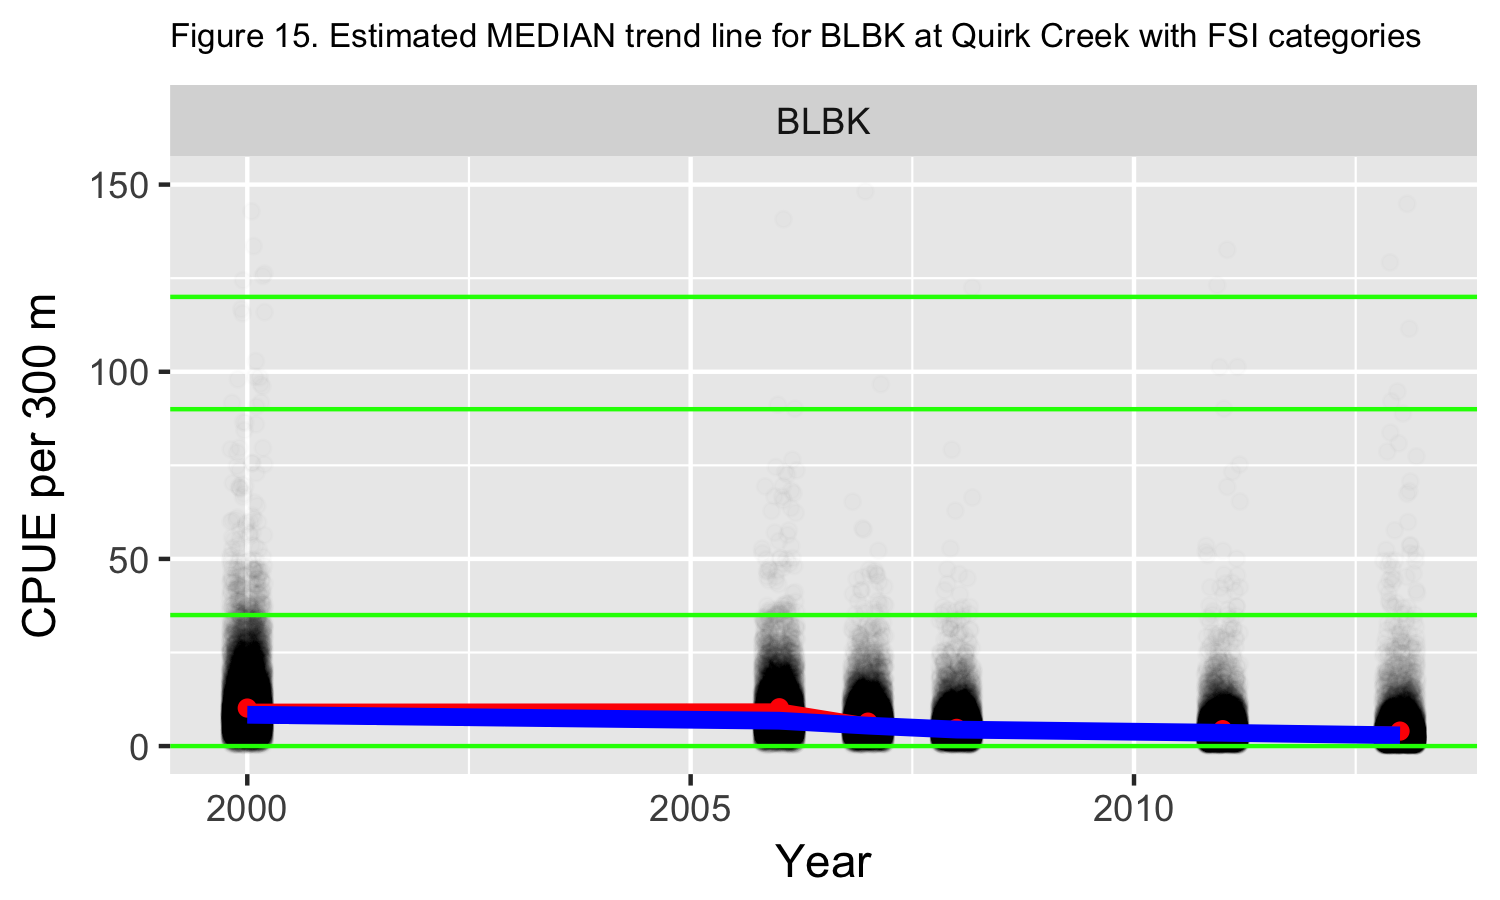 Figure 15. Estimated MEDIAN trend line for BLBK at Quirk Creek with FSI categories
BLBK
CPUE per 300 m
150
100
50
0
2000 2005 2010
Year